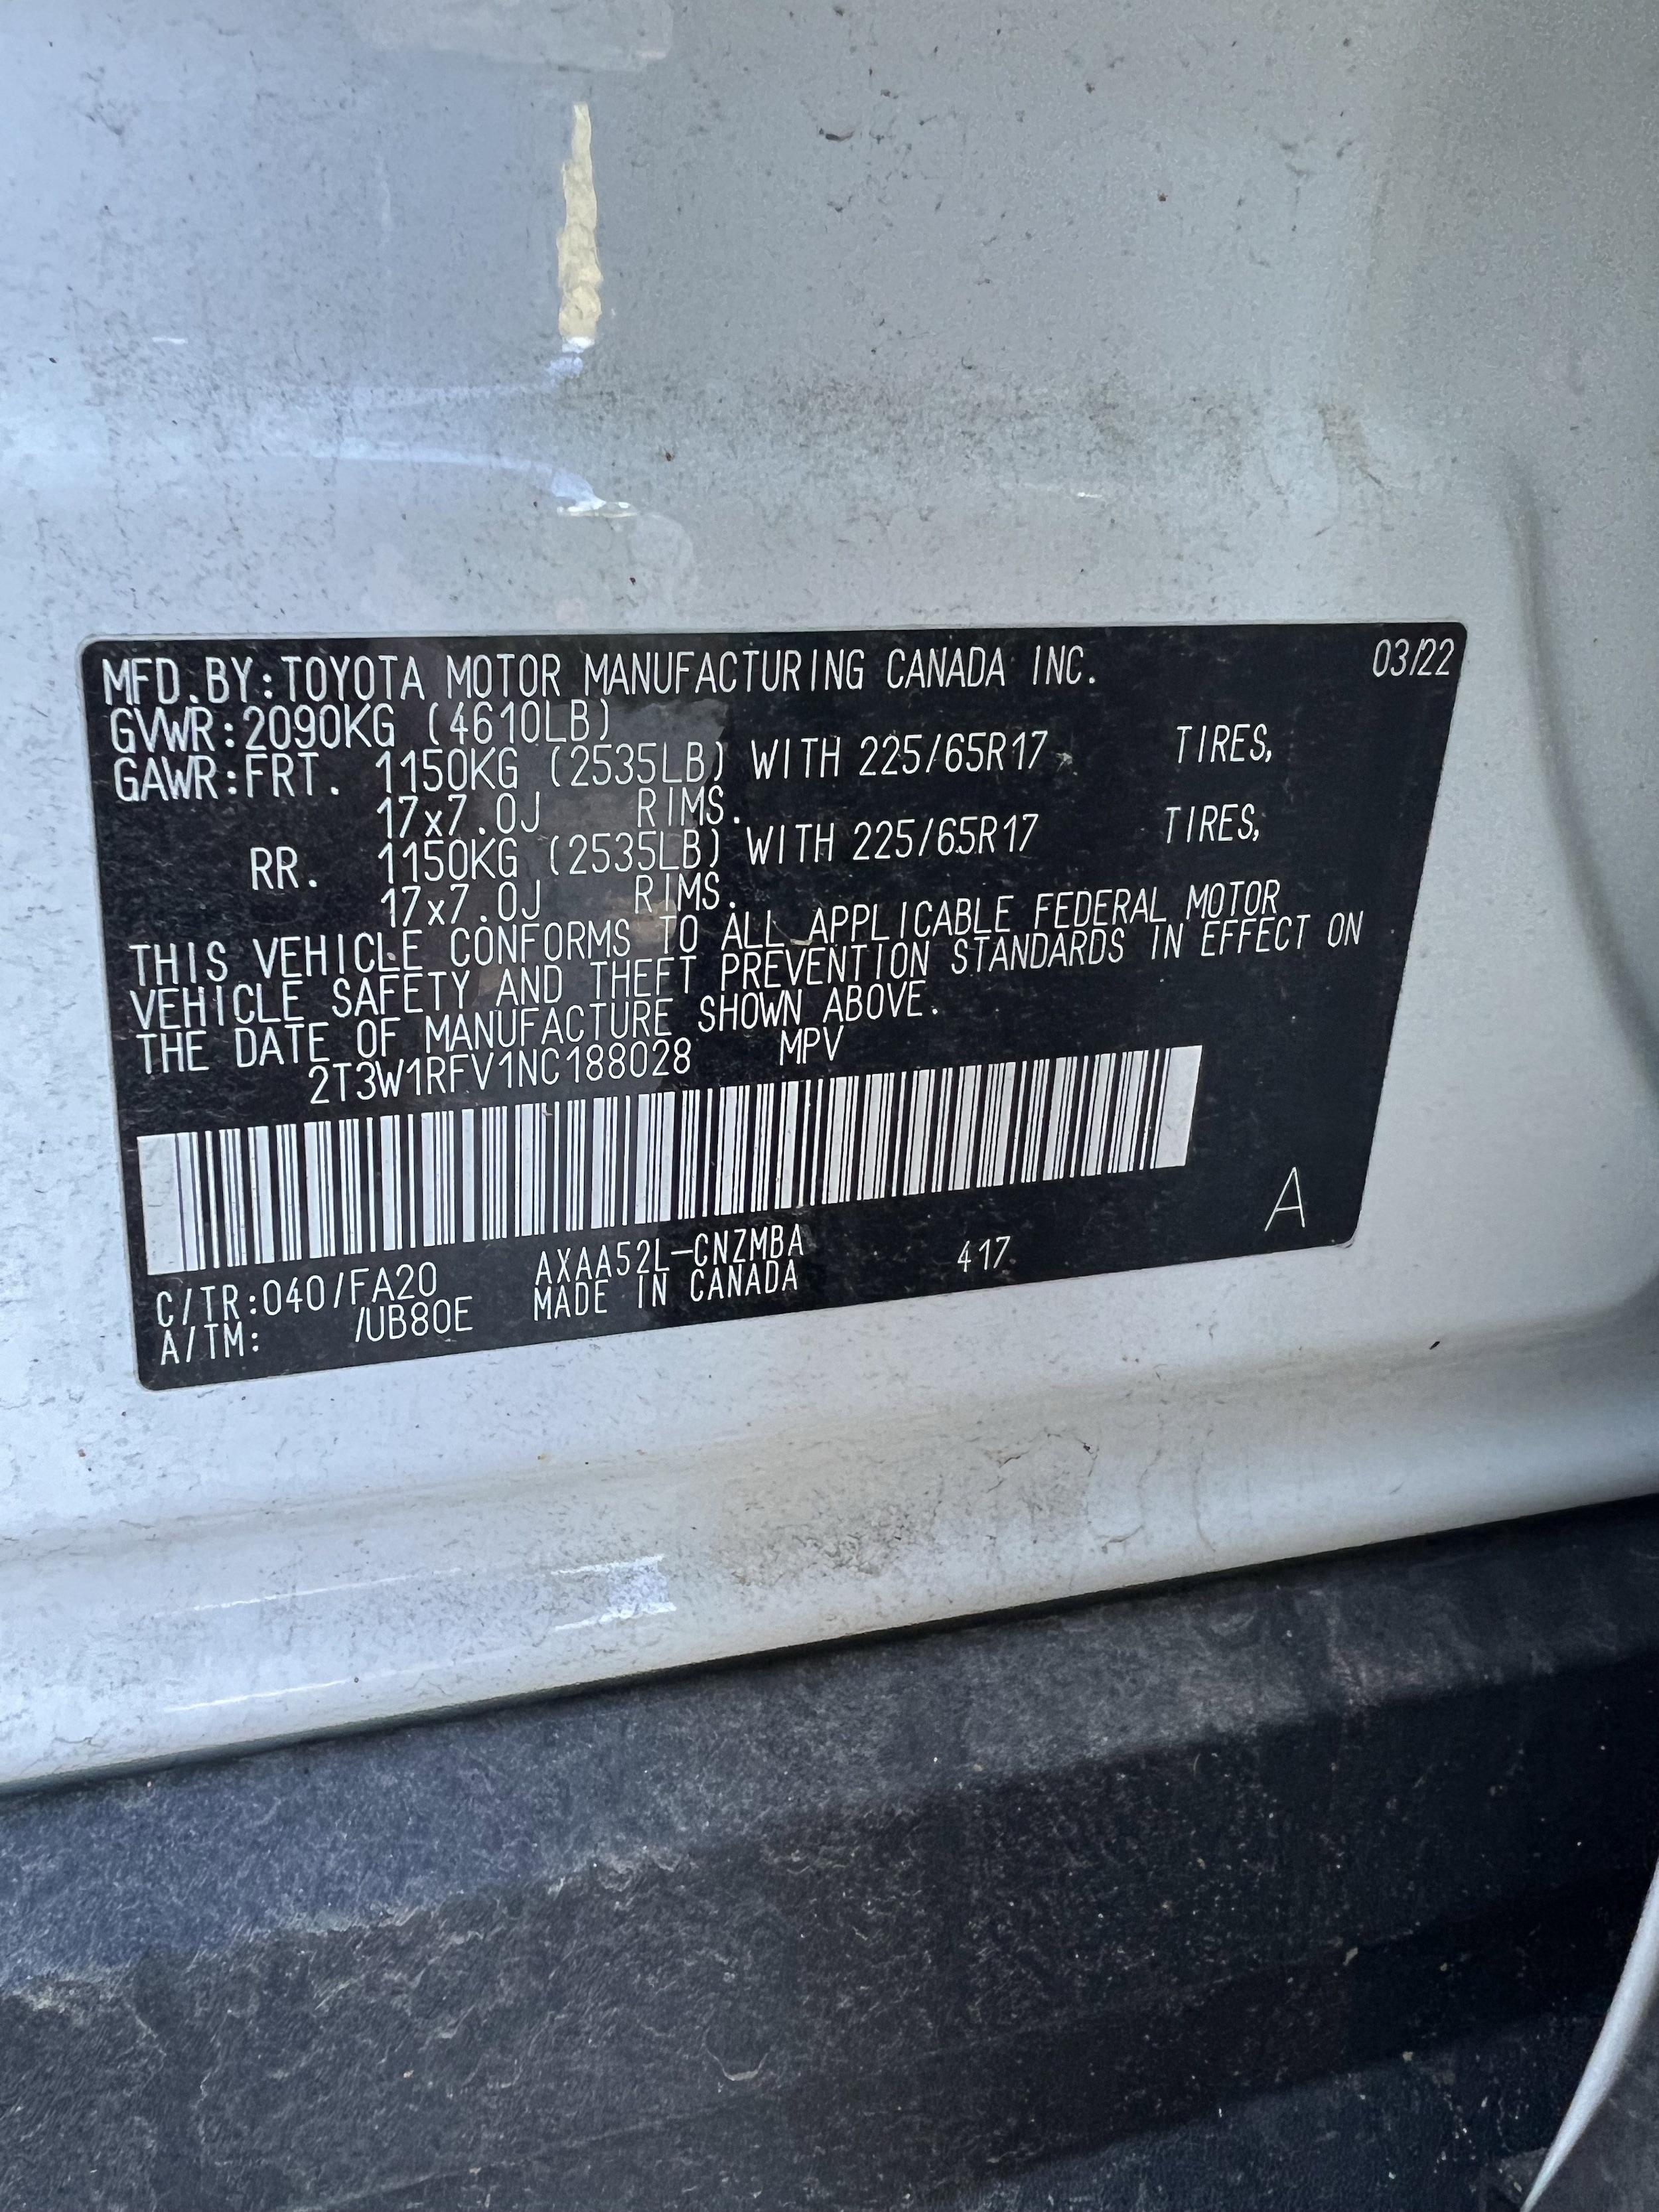 MFD.BY:TOYOTA MOTOR MANUFACTURING CANADA INC. 03/22
GVWR:2090KG (4610LB)
GAWR:FRT. 1150KG (2535LB) WITH 225/65R17 TIRES,
17x7.0J RIMS.
RR. 1150KG (2535LB) WITH 225/65R17 TIRES,
17x7.0J RIMS.
THIS VEHICLE CONFORMS TO ALL APPLICABLE FEDERAL MOTOR
VEHICLE SAFETY AND THEFT PREVENTION STANDARDS IN EFFECT ON
THE DATE OF MANUFACTURE SHOWN ABOVE.
2T3W1RFV1NC188028 MPV
A
C/TR:040/FA20 AXAA52L-CNZMBA 417
A/TM: /UB80E MADE IN CANADA